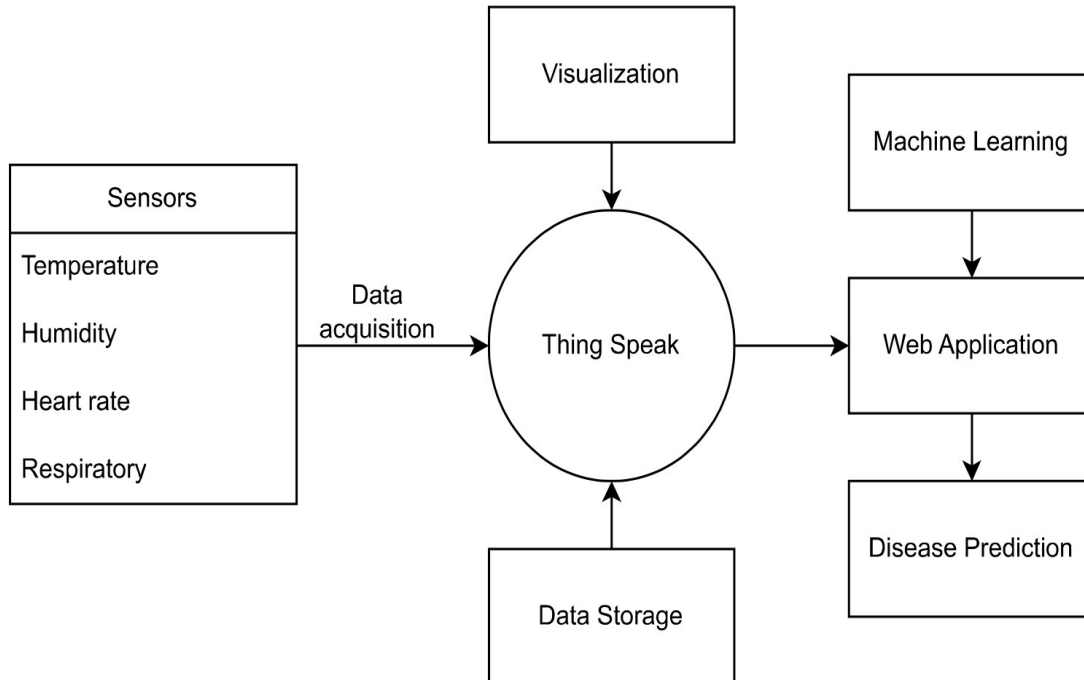 Visualization
Machine Learning
Sensors
Temperature
Humidity
Heart rate
Respiratory
Data
acquisition
Thing Speak
Web Application
Disease Prediction
Data Storage